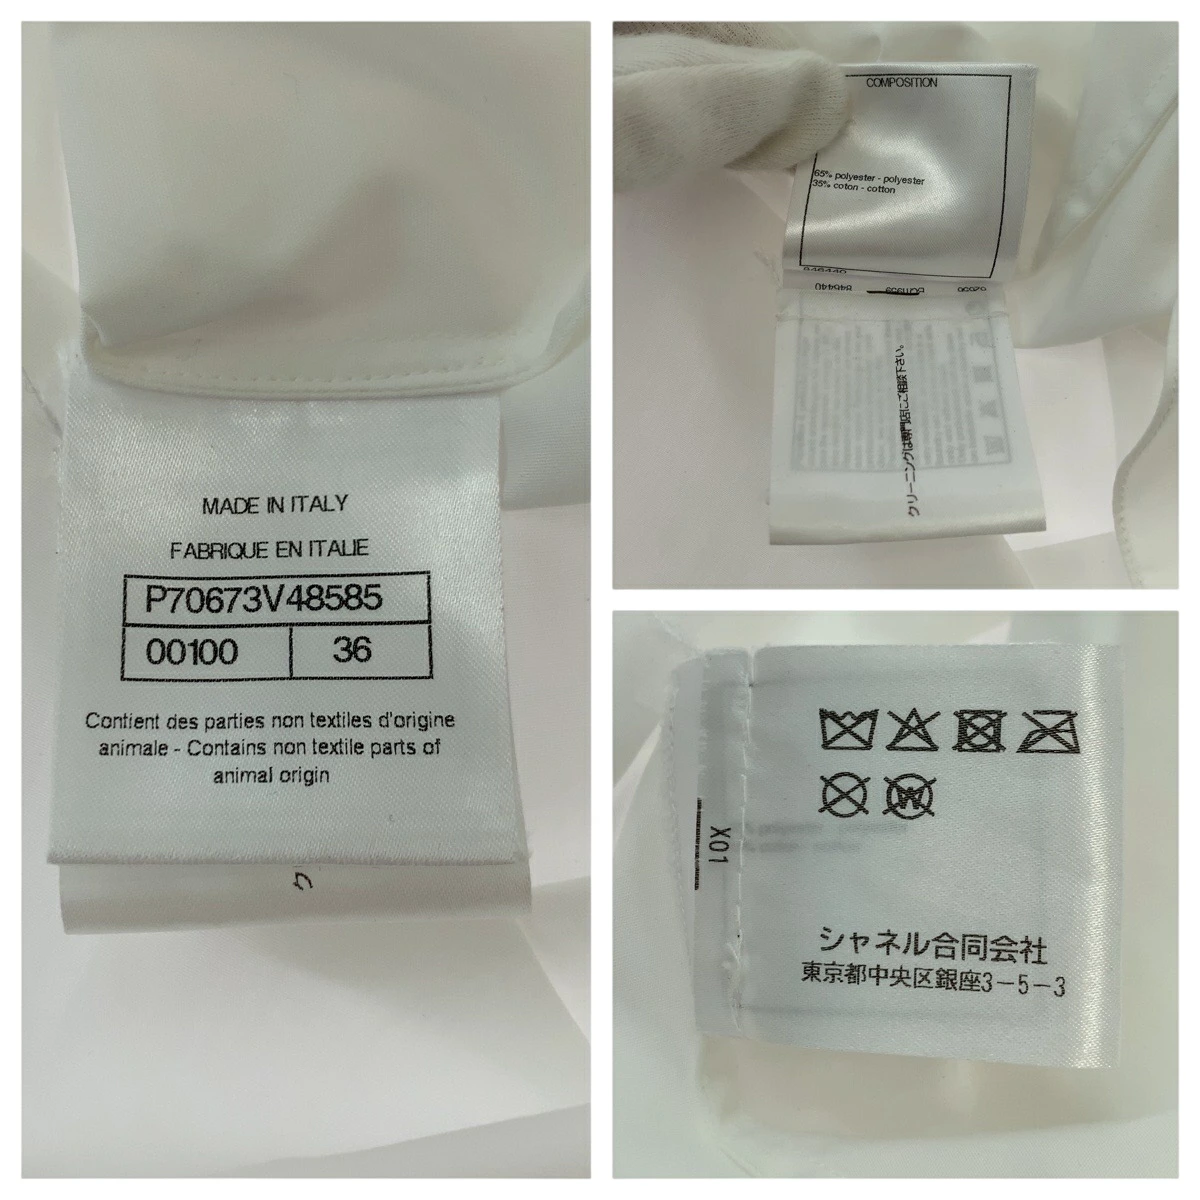 MADE IN ITALY
FABRIQUE EN ITALIE
P70673V48585
00100 36
Contient des parties non textiles d'origine
animale - Contains non textile parts of
animal origin
ク
COMPOSITION
65% polyester - polyester
35% coton - cotton
846440
846440
クリーニングは専門店にご相談下さい。
X01
シャネル合同会社
東京都中央区銀座3-5-3